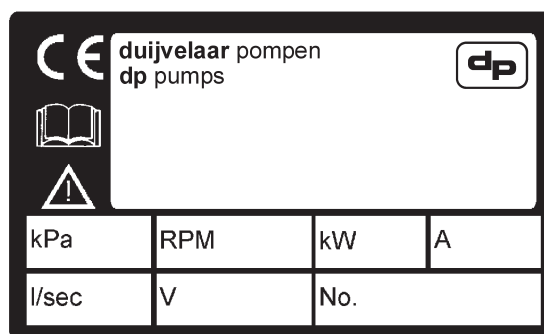 CE
duijvelaar pompen
dp pumps
dp
kPa RPM kW A
l/sec V No.